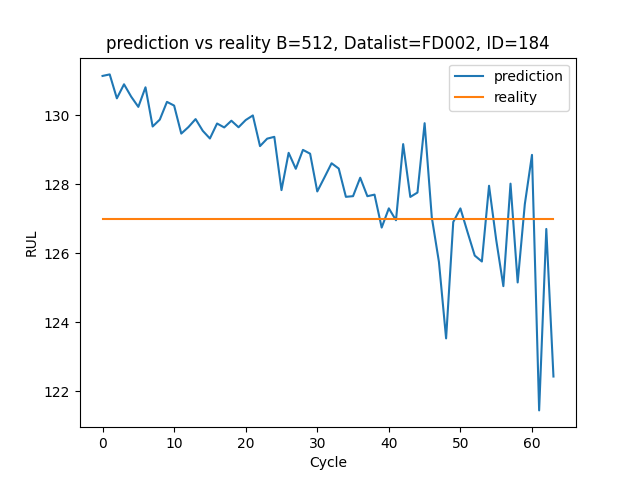 prediction vs reality B=512, Datalist=FD002, ID=184
prediction
reality
130
128
126
124
122
RUL
0 10 20 30 40 50 60
Cycle